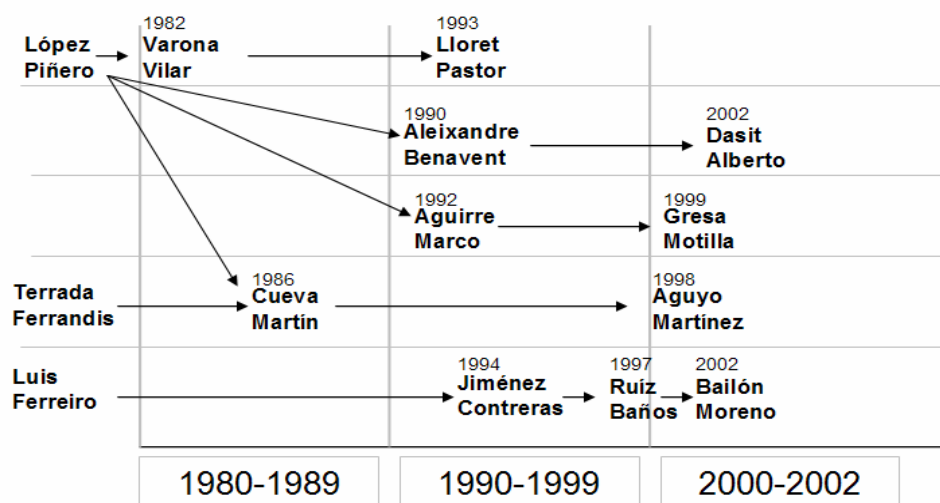 1982
1993
López
Piñero
Varona
Vilar
Lloret
Pastor
1990
Aleixandre
Benavent
2002
Dasit
Alberto
1992
Aguirre
Marco
1999
Gresa
Motilla
Terrada
Ferrandis
1986
Cueva
Martín
1998
Aguyo
Martínez
Luis
Ferreiro
1994
Jiménez
Contreras
1997
Ruíz
Baños
2002
Bailón
Moreno
1980-1989
1990-1999
2000-2002